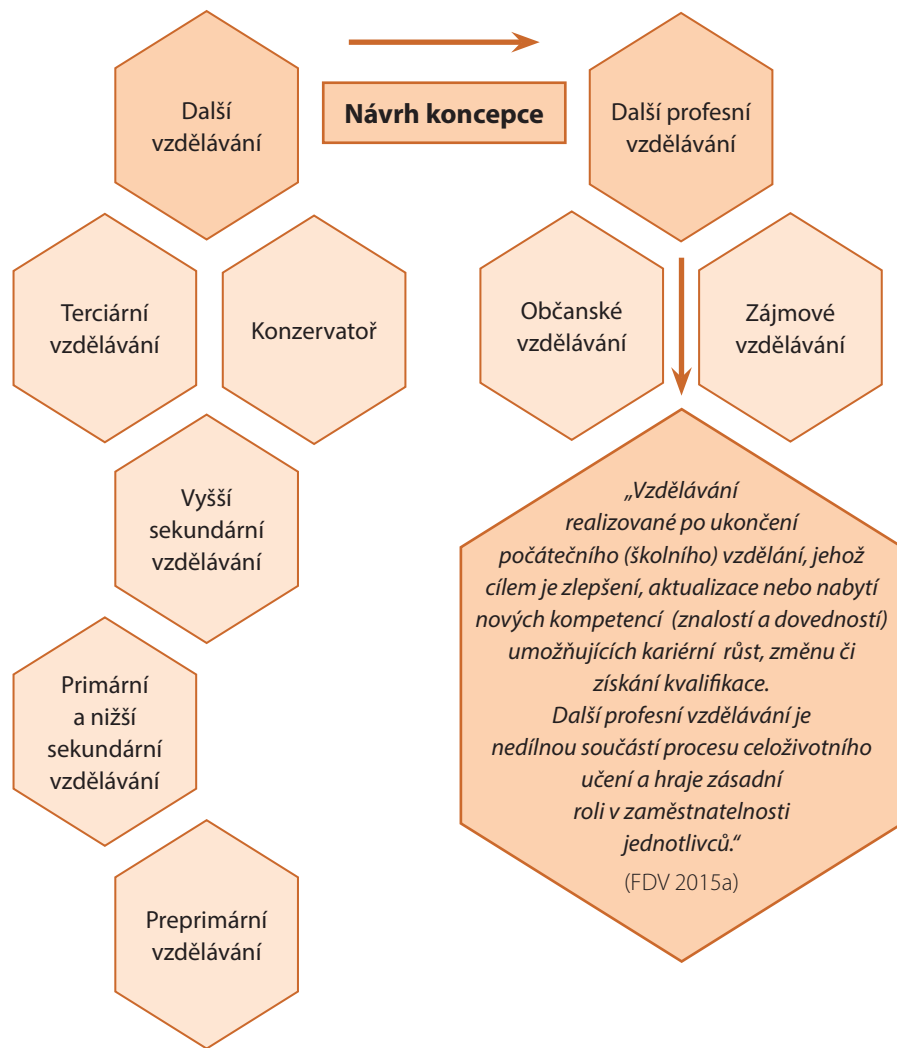 Další
vzdělávání
Návrh koncepce
Další profesní
vzdělávání
Terciární
vzdělávání
Konzervatoř
Občanské
vzdělávání
Zájmové
vzdělávání
Vyšší
sekundární
vzdělávání
Primární
a nižší
sekundární
vzdělávání
Preprimární
vzdělávání
„Vzdělávání
realizované po ukončení
počátečního (školního) vzdělání, jehož
cílem je zlepšení, aktualizace nebo nabytí
nových kompetencí (znalostí a dovedností)
umožňujících kariérní růst, změnu či
získání kvalifikace.
Další profesní vzdělávání je
nedílnou součástí procesu celoživotního
učení a hraje zásadní
roli v zaměstnatelnosti
jednotlivců.“
(FDV 2015a)